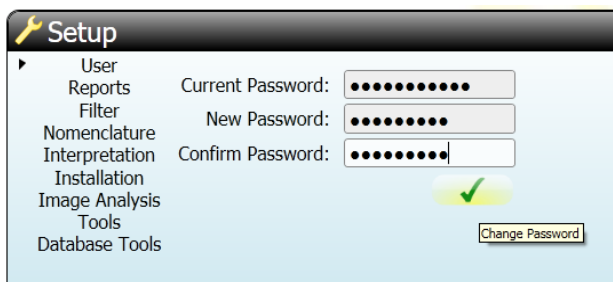 Setup
User
Reports
Filter
Nomenclature
Interpretation
Installation
Image Analysis
Tools
Database Tools
Current Password: ●●●●●●●●●●●
New Password: ●●●●●●●●●
Confirm Password: ●●●●●●●●●
Change Password